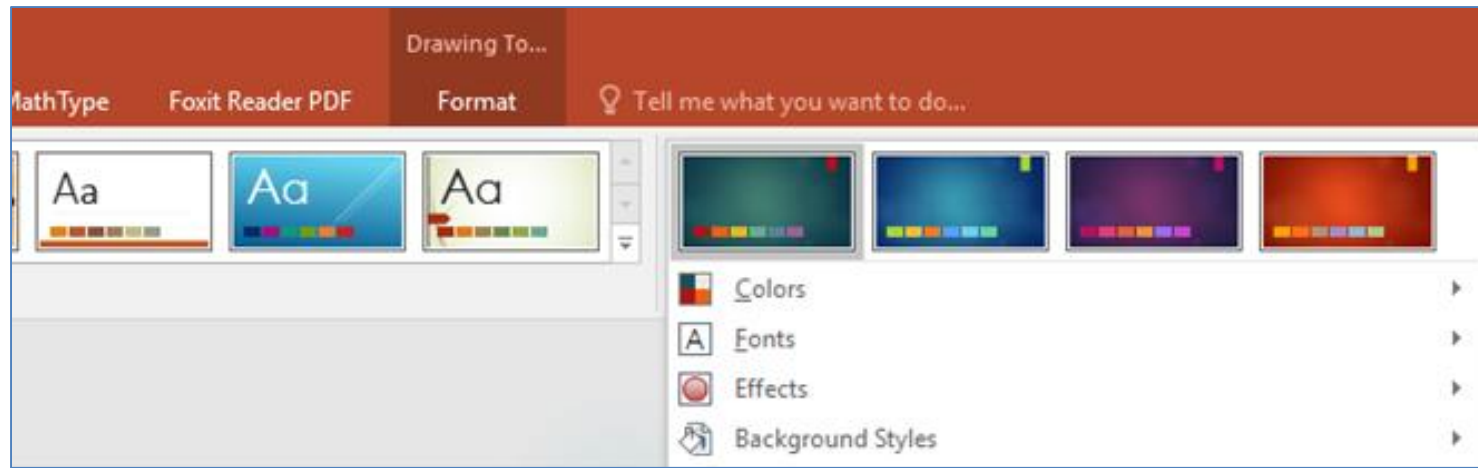 Drawing To...
MathType Foxit Reader PDF Format Tell me what you want to do...
Aa Aa Aa
Colors
Fonts
Effects
Background Styles